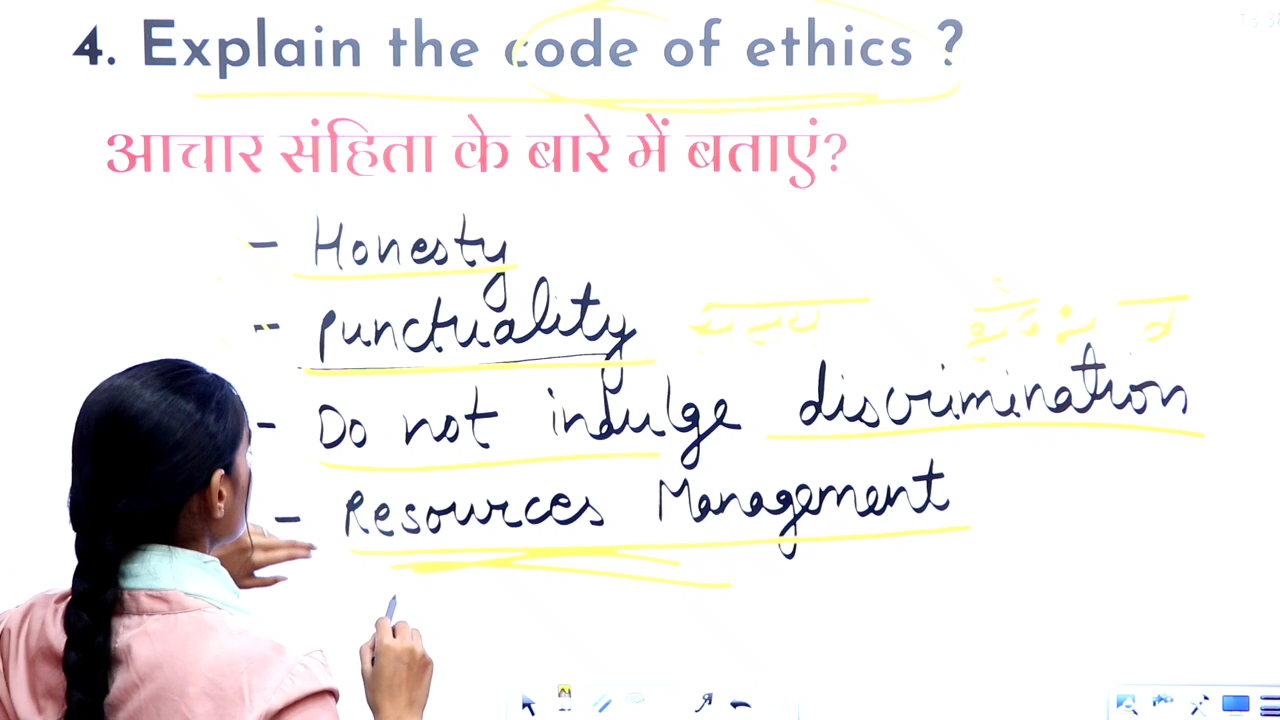 4. Explain the code of ethics ?
आचार संहिता के बारे में बताएं?
- Honesty
- Punctuality
- Do not indulge discrimination
- Resources Management